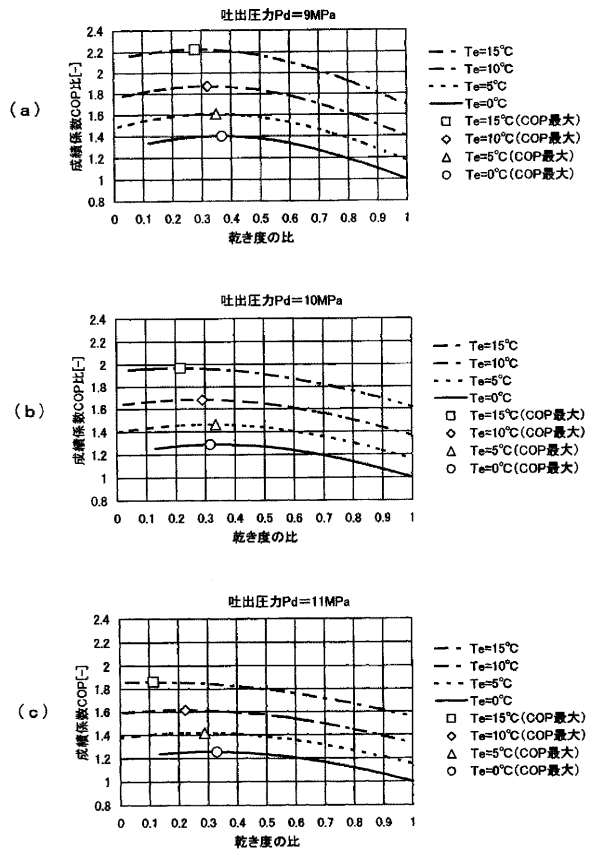 (a)
吐出圧力Pd=9MPa
成績係数COP比[-]
2.4
2.2
2
1.8
1.6
1.4
1.2
1
0.8
0 0.1 0.2 0.3 0.4 0.5 0.6 0.7 0.8 0.9 1
乾き度の比
Te=15℃
Te=10℃
Te=5℃
Te=0℃
Te=15℃(COP最大)
Te=10℃(COP最大)
Te=5℃(COP最大)
Te=0℃(COP最大)
(b)
吐出圧力Pd=10MPa
成績係数COP比[-]
2.4
2.2
2
1.8
1.6
1.4
1.2
1
0.8
0 0.1 0.2 0.3 0.4 0.5 0.6 0.7 0.8 0.9 1
乾き度の比
Te=15℃
Te=10℃
Te=5℃
Te=0℃
Te=15℃(COP最大)
Te=10℃(COP最大)
Te=5℃(COP最大)
Te=0℃(COP最大)
(c)
吐出圧力Pd=11MPa
成績係数COP[-]
2.4
2.2
2
1.8
1.6
1.4
1.2
1
0.8
0 0.1 0.2 0.3 0.4 0.5 0.6 0.7 0.8 0.9 1
乾き度の比
Te=15℃
Te=10℃
Te=5℃
Te=0℃
Te=15℃(COP最大)
Te=10℃(COP最大)
Te=5℃(COP最大)
Te=0℃(COP最大)